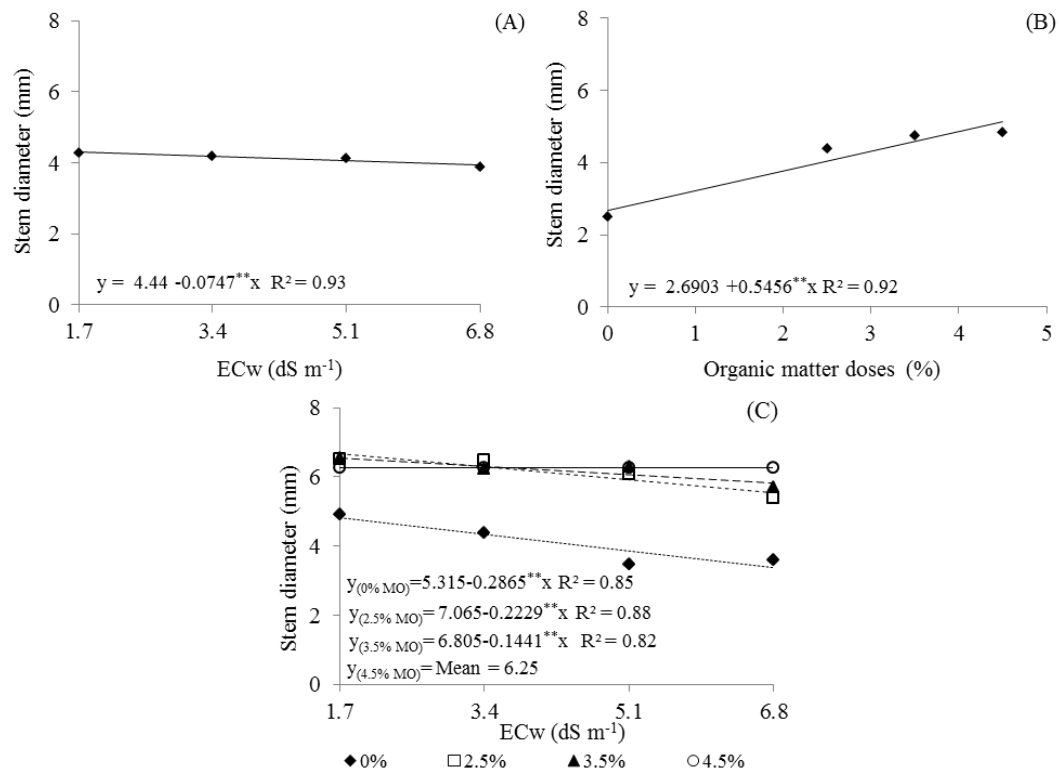 (A)
Stem diameter (mm)
8
6
4
2
0
y = 4.44 -0.0747**x R² = 0.93
1.7 3.4 5.1 6.8
ECw (dS m⁻¹)
(B)
Stem diameter (mm)
8
6
4
2
0
y = 2.6903 +0.5456**x R² = 0.92
0 1 2 3 4 5
Organic matter doses (%)
(C)
Stem diameter (mm)
8
6
4
2
0
y(0% MO)=5.315-0.2865**x R² = 0.85
y(2.5% MO)=7.065-0.2229**x R² = 0.88
y(3.5% MO)=6.805-0.1441**x R² = 0.82
y(4.5% MO)=Mean = 6.25
1.7 3.4 5.1 6.8
ECw (dS m⁻¹)
◆0% □2.5% ▲3.5% ○4.5%